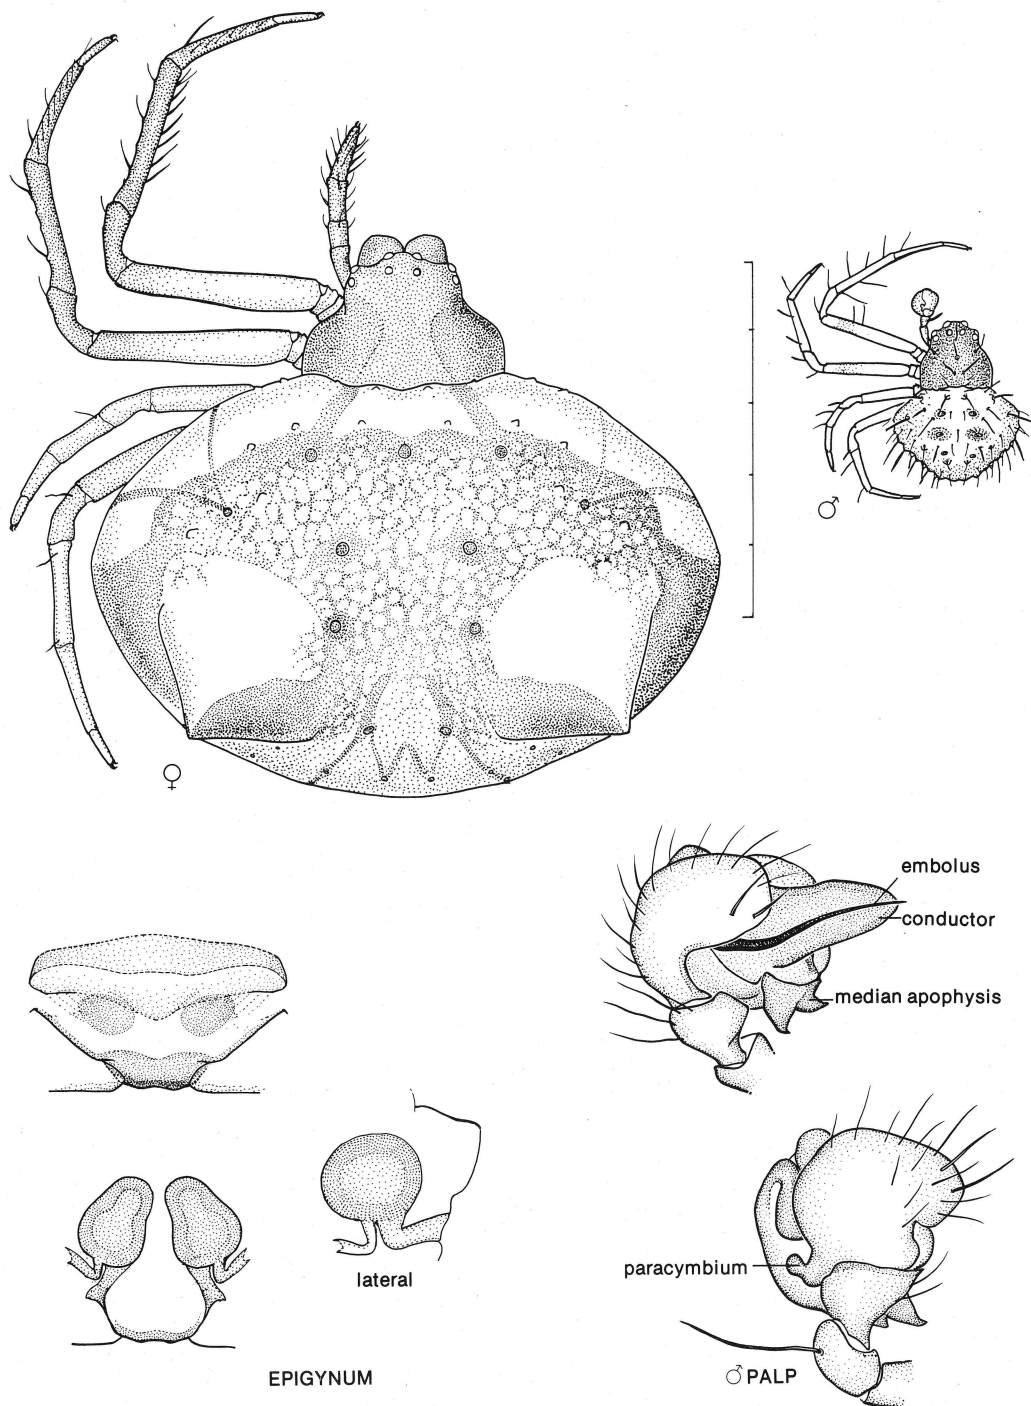 ♂
♀
embolus
conductor
median apophysis
lateral
paracymbium
EPIGYNUM
♂ PALP